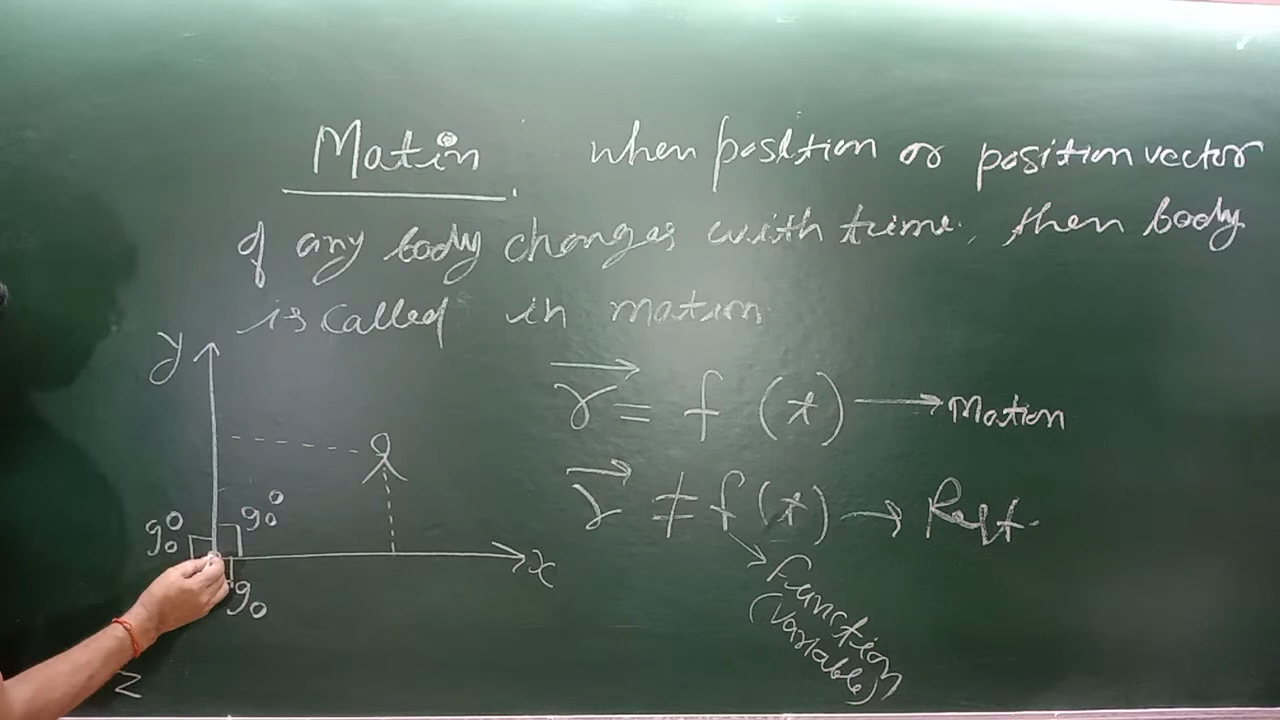 Motion when position or position vector
of any body changes with time, then body
is called in motion.
y
r = f (t) → Motion
r ≠ f (t) → Rest.
90°
90°
x
90
Function
(Variable)
z